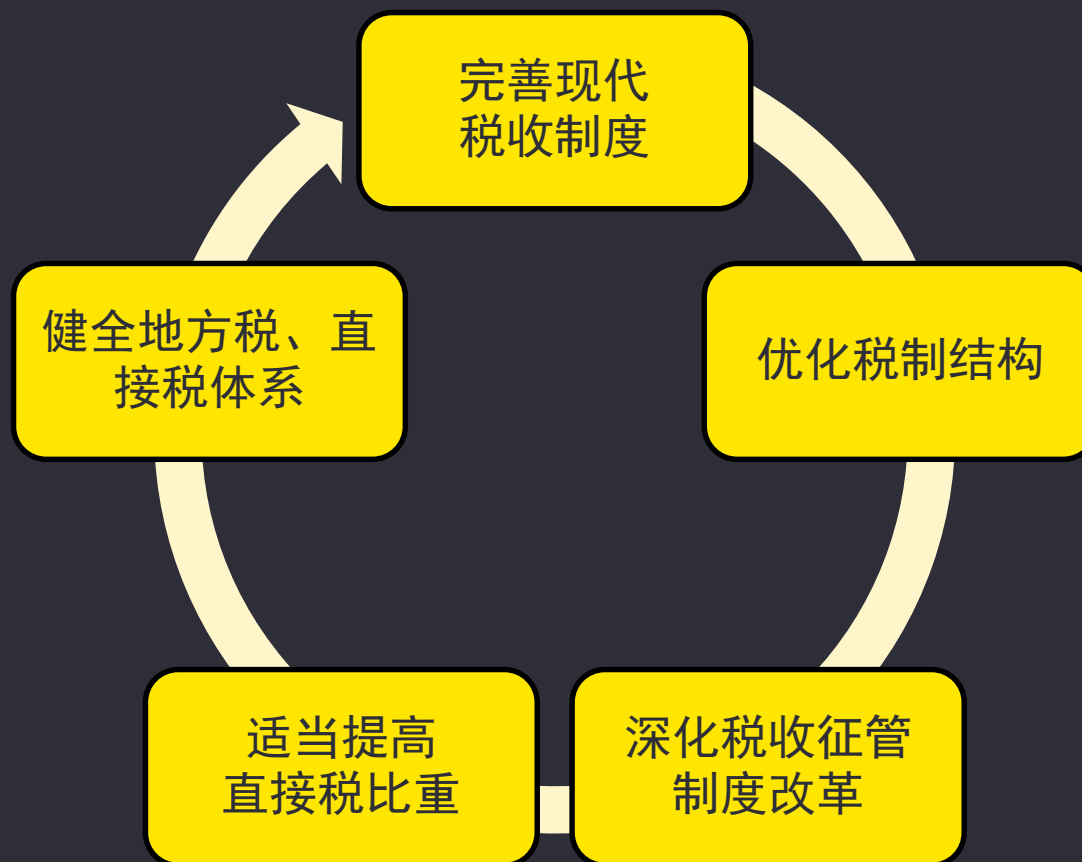 完善现代
税收制度
优化税制结构
深化税收征管
制度改革
适当提高
直接税比重
健全地方税、直
接税体系